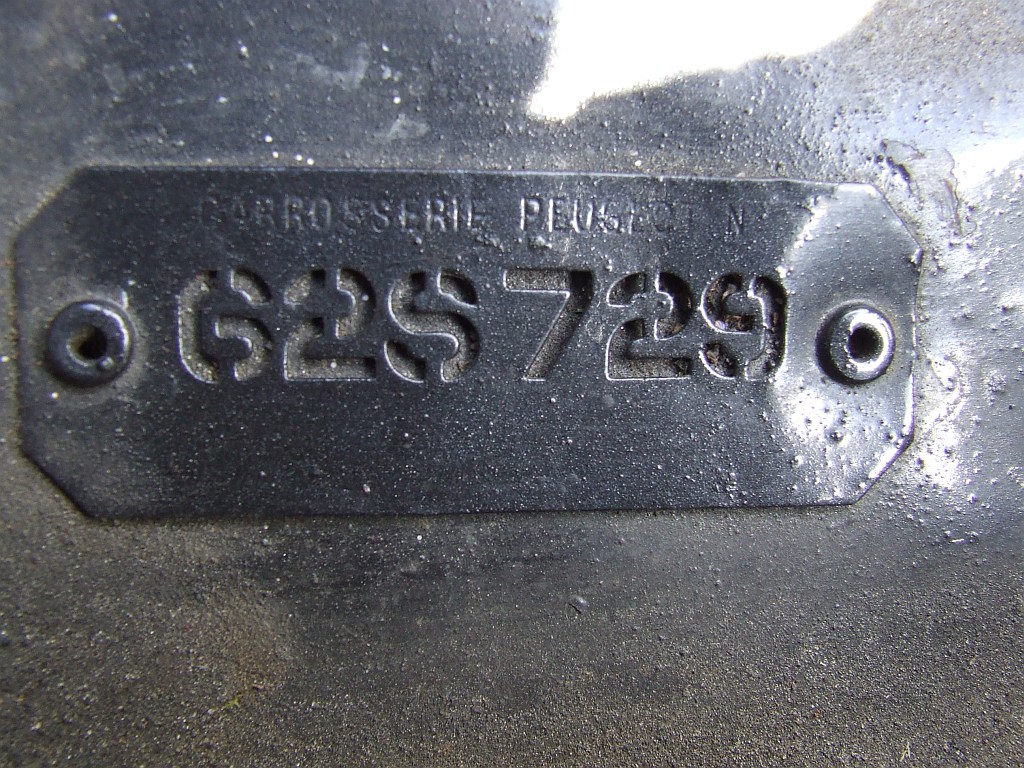 CARROSSERIE PEUGEOT N
62S 729